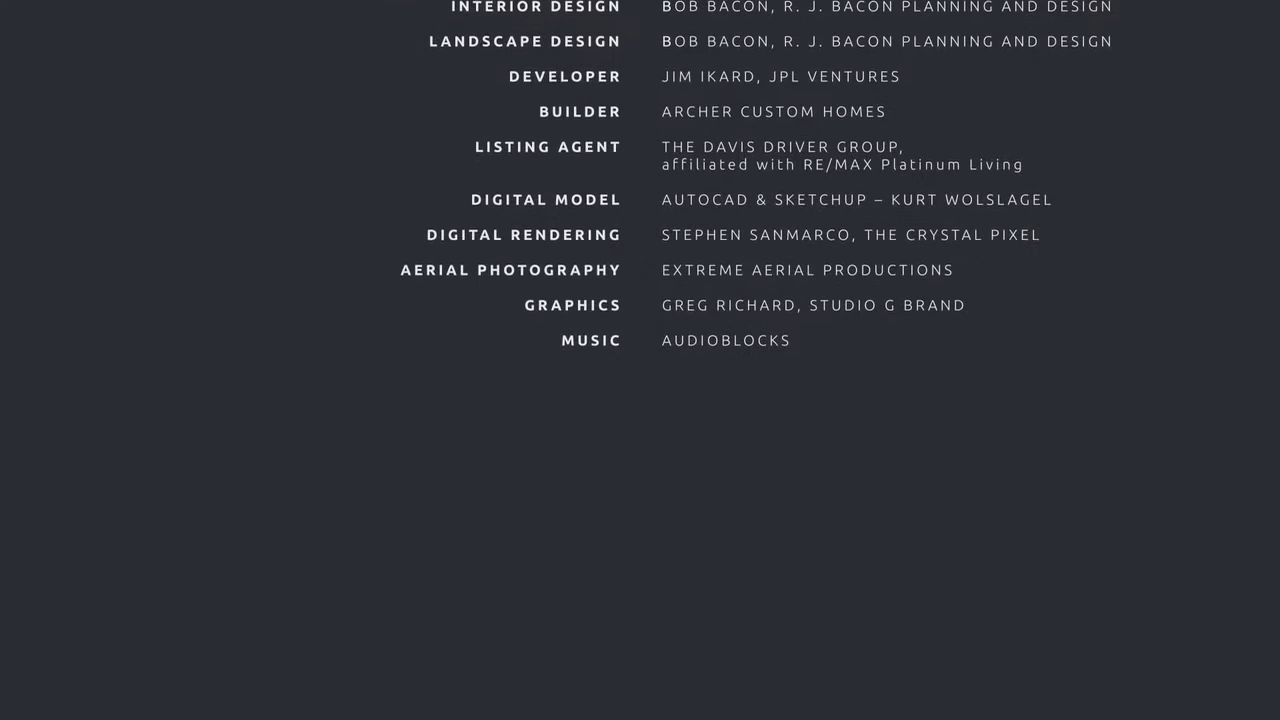 INTERIOR DESIGN BOB BACON, R. J. BACON PLANNING AND DESIGN
LANDSCAPE DESIGN BOB BACON, R. J. BACON PLANNING AND DESIGN
DEVELOPER JIM IKARD, JPL VENTURES
BUILDER ARCHER CUSTOM HOMES
LISTING AGENT THE DAVIS DRIVER GROUP,
affiliated with RE/MAX Platinum Living
DIGITAL MODEL AUTOCAD & SKETCHUP – KURT WOLSLAGEL
DIGITAL RENDERING STEPHEN SANMARCO, THE CRYSTAL PIXEL
AERIAL PHOTOGRAPHY EXTREME AERIAL PRODUCTIONS
GRAPHICS GREG RICHARD, STUDIO G BRAND
MUSIC AUDIOBLOCKS